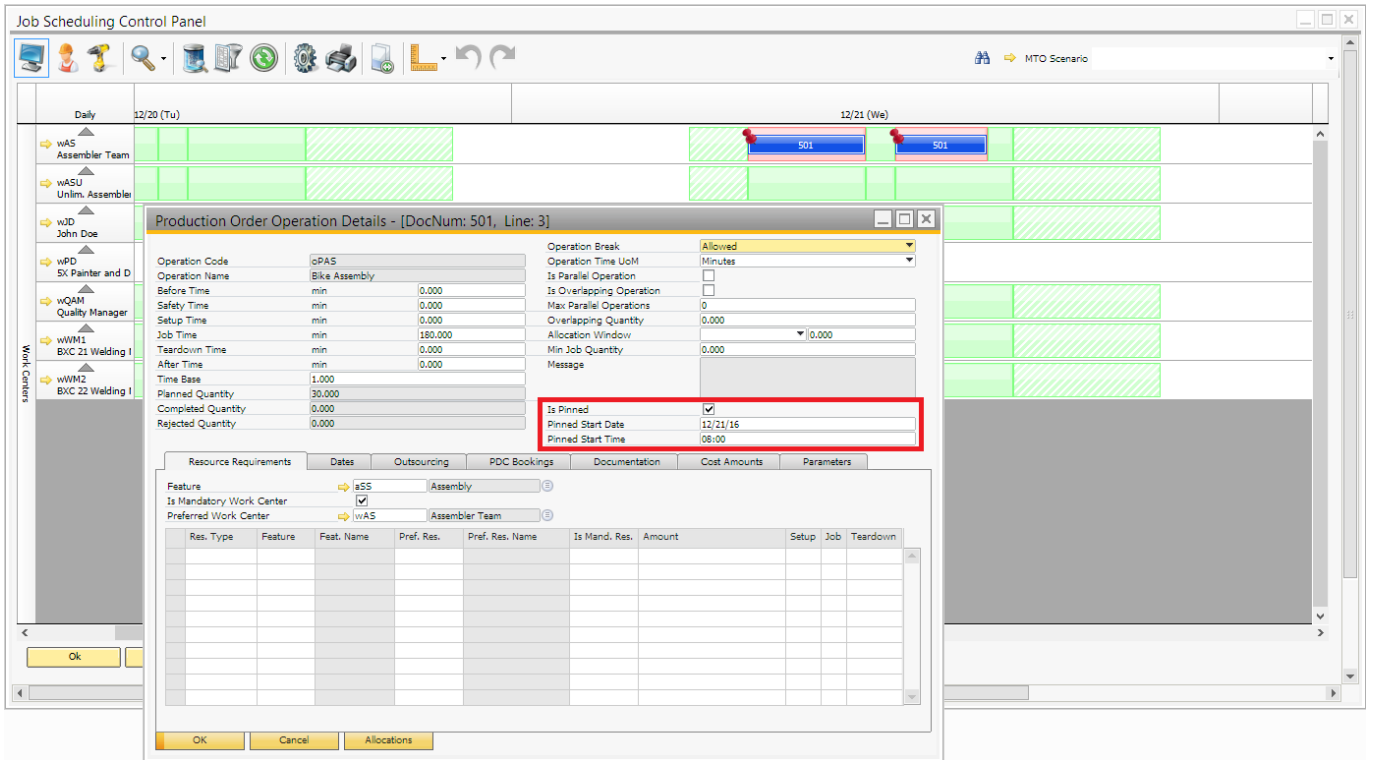 Job Scheduling Control Panel
MTO Scenario
Daily
12/20 (Tu)
12/21 (We)
Work Centers
wAS
Assembler Team
501
501
wASU
Unlim. Assembler
wJD
John Doe
wPD
5X Painter and D
wQAM
Quality Manager
wWM1
BXC 21 Welding
wWM2
BXC 22 Welding
Ok
Production Order Operation Details - [DocNum: 501, Line: 3]
Operation Code oPAS
Operation Name Bike Assembly
Before Time min 0.000
Safety Time min 0.000
Setup Time min 0.000
Job Time min 180.000
Teardown Time min 0.000
After Time min 0.000
Time Base 1.000
Planned Quantity 30.000
Completed Quantity 0.000
Rejected Quantity 0.000
Operation Break Allowed
Operation Time UoM Minutes
Is Parallel Operation
Is Overlapping Operation
Max Parallel Operations 0
Overlapping Quantity 0.000
Allocation Window 0.000
Min Job Quantity 0.000
Message
Is Pinned
Pinned Start Date 12/21/16
Pinned Start Time 08:00
Resource Requirements Dates Outsourcing PDC Bookings Documentation Cost Amounts Parameters
Feature aSS Assembly
Is Mandatory Work Center
Preferred Work Center wAS Assembler Team
Res. Type Feature Feat. Name Pref. Res. Pref. Res. Name Is Mand. Res. Amount Setup Job Teardown
OK Cancel Allocations